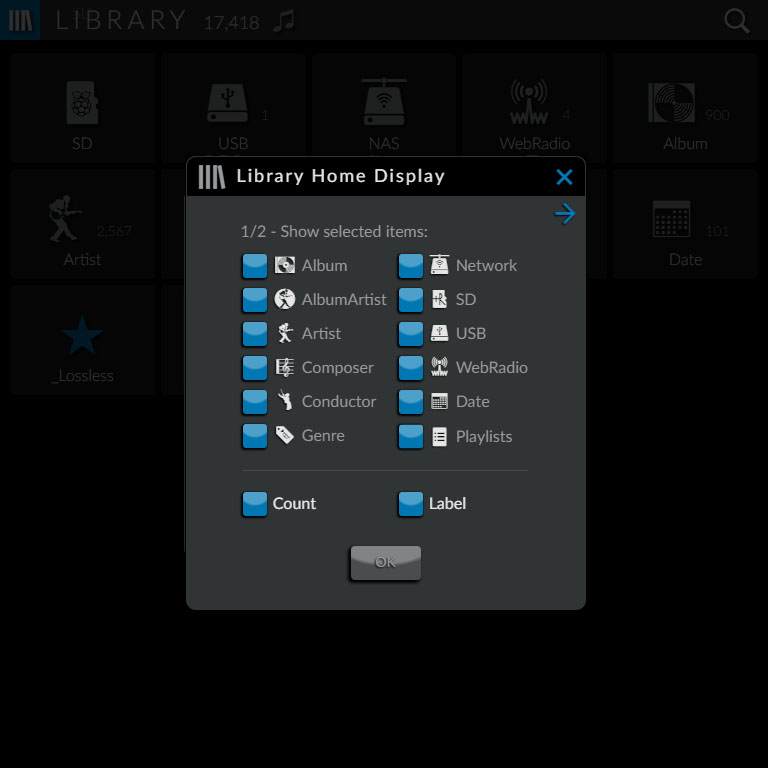 LIBRARY 17,418
1 4 900
SD USB NAS WebRadio Album
Library Home Display
1/2 - Show selected items:
2,567 101
Artist Date
Album Network
AlbumArtist SD
Artist USB
Composer WebRadio
Conductor Date
Genre Playlists
_Lossless
Count Label
OK